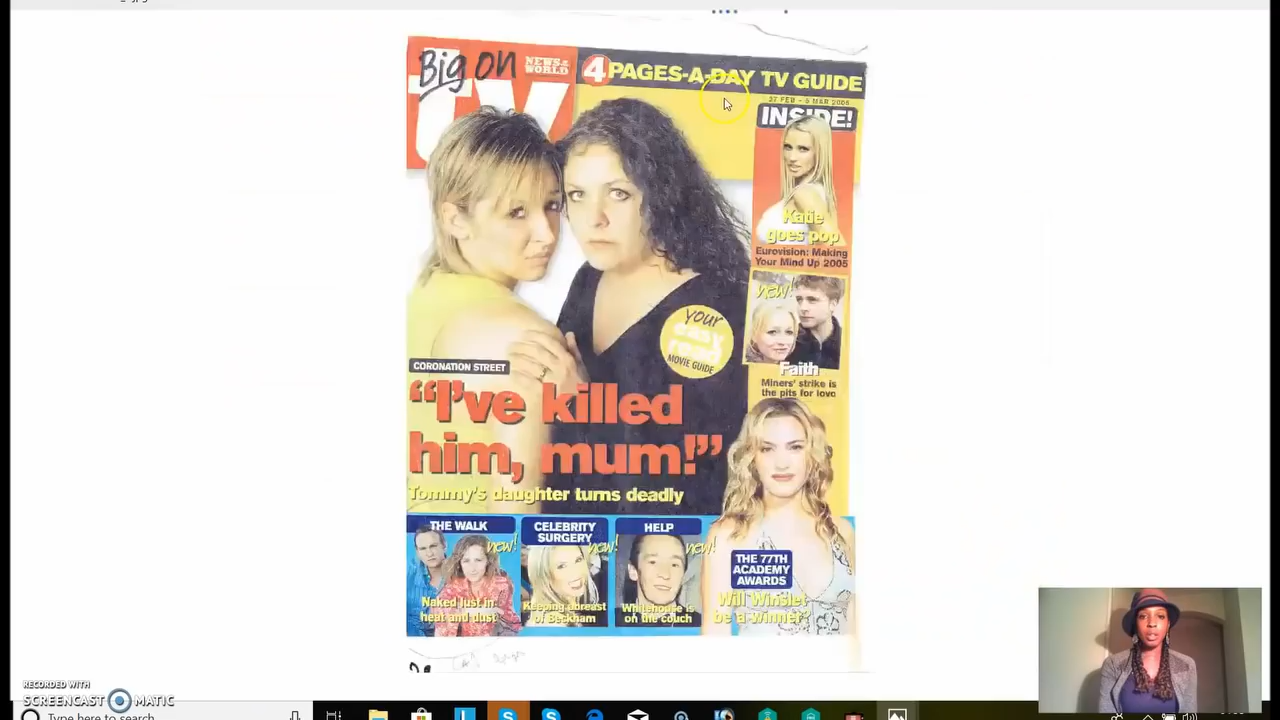 Big on
TV
NEWS OF THE
WORLD
4 PAGES-A-DAY TV GUIDE
27 FEB - 5 MAR 2005
INSIDE!
Katie
goes pop
Eurovision: Making
Your Mind Up 2005
new!
Faith
Miners' strike is
the pits for love
your
easy
read
MOVIE GUIDE
CORONATION STREET
"I've killed
him, mum!"
Tommy's daughter turns deadly
THE WALK
new!
Naked lust in
heat and dust
CELEBRITY
SURGERY
new!
Keeping abreast
of Beckham
HELP
new!
Whitehouse is
on the couch
THE 77TH
ACADEMY
AWARDS
Will Winslet
be a winner?
RECORDED WITH
SCREENCAST MATIC
Type here to search